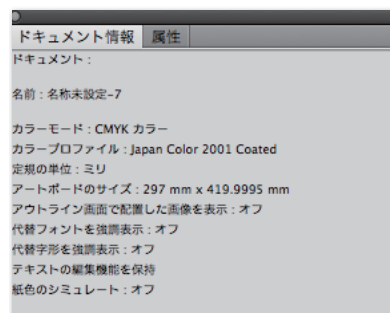 ドキュメント情報 属性
ドキュメント :
名前 : 名称未設定-7
カラーモード : CMYK カラー
カラープロファイル : Japan Color 2001 Coated
定規の単位 : ミリ
アートボードのサイズ : 297 mm x 419.9995 mm
アウトライン画面で配置した画像を表示 : オフ
代替フォントを強調表示 : オフ
代替字形を強調表示 : オフ
テキストの編集機能を保持
紙色のシミュレート : オフ